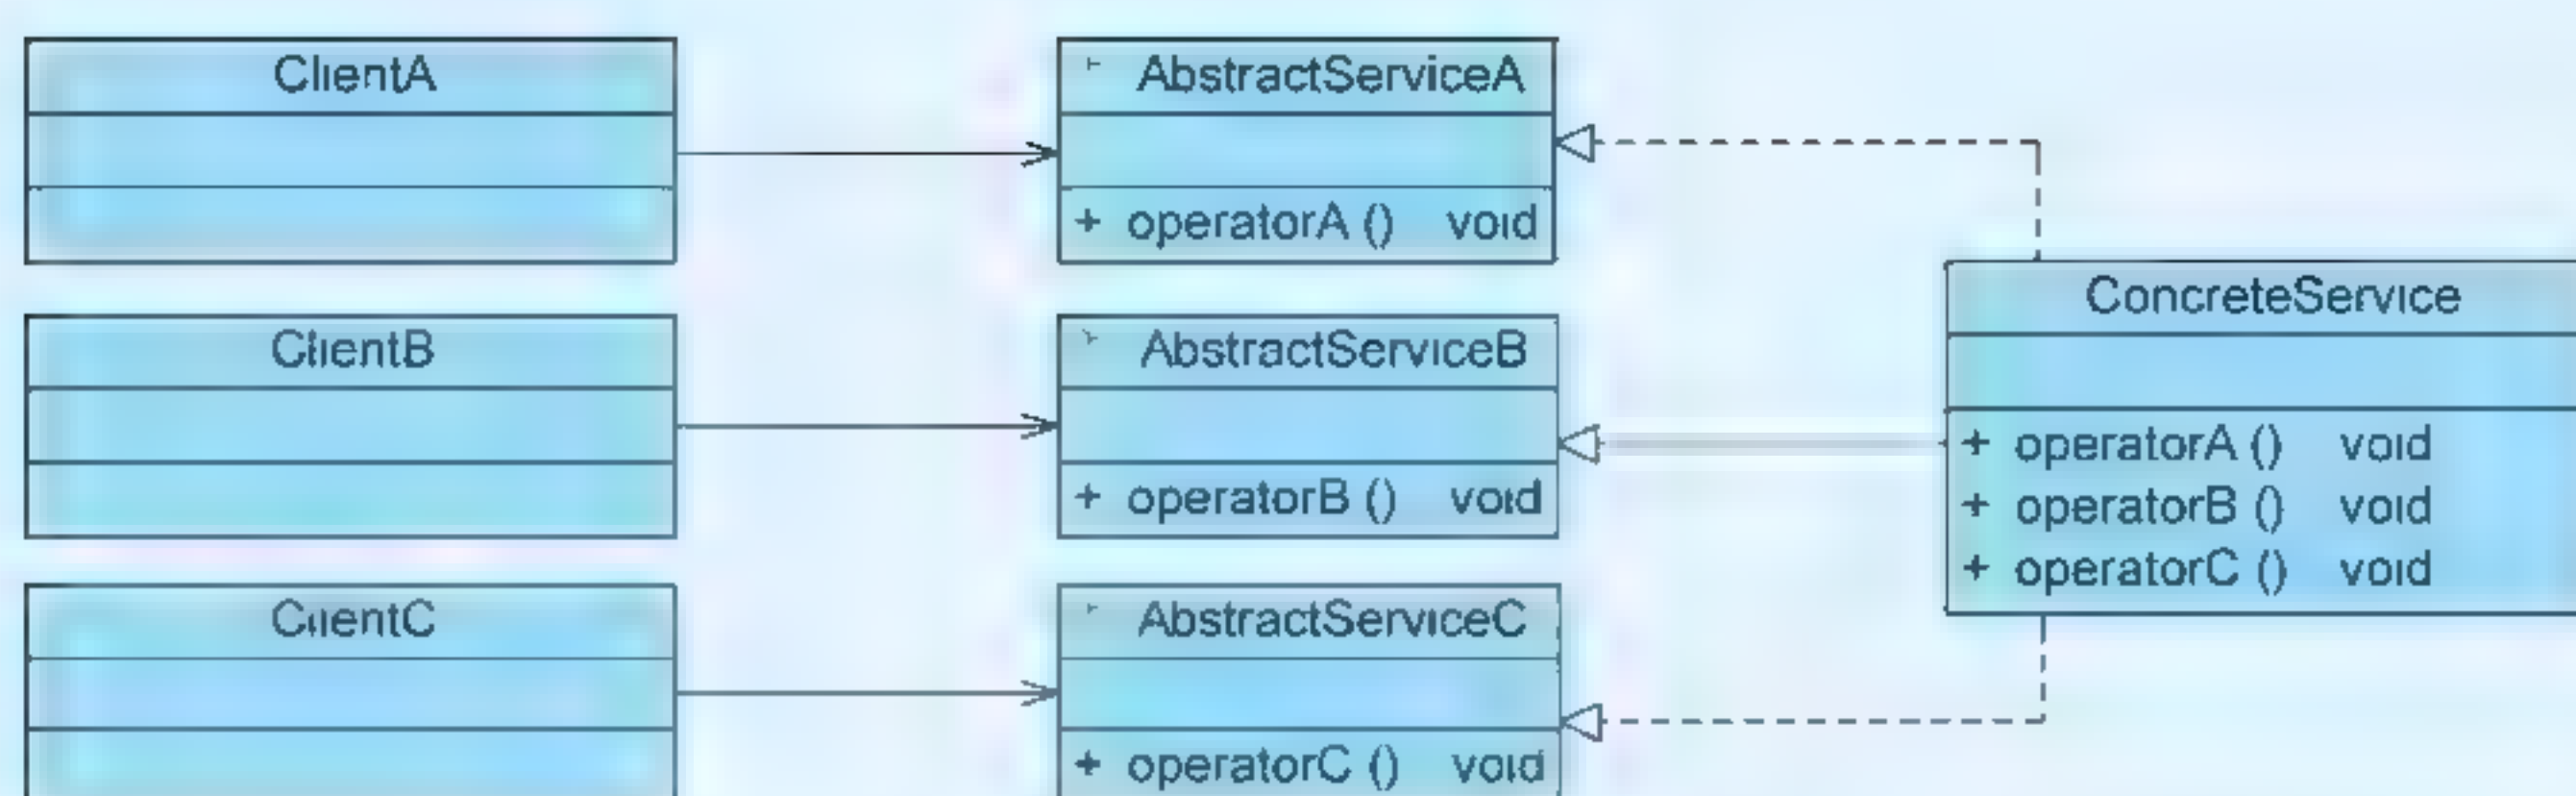 ClientA
AbstractServiceA
+ operatorA () void
ClientB
AbstractServiceB
+ operatorB () void
ClientC
AbstractServiceC
+ operatorC () void
ConcreteService
+ operatorA () void
+ operatorB () void
+ operatorC () void